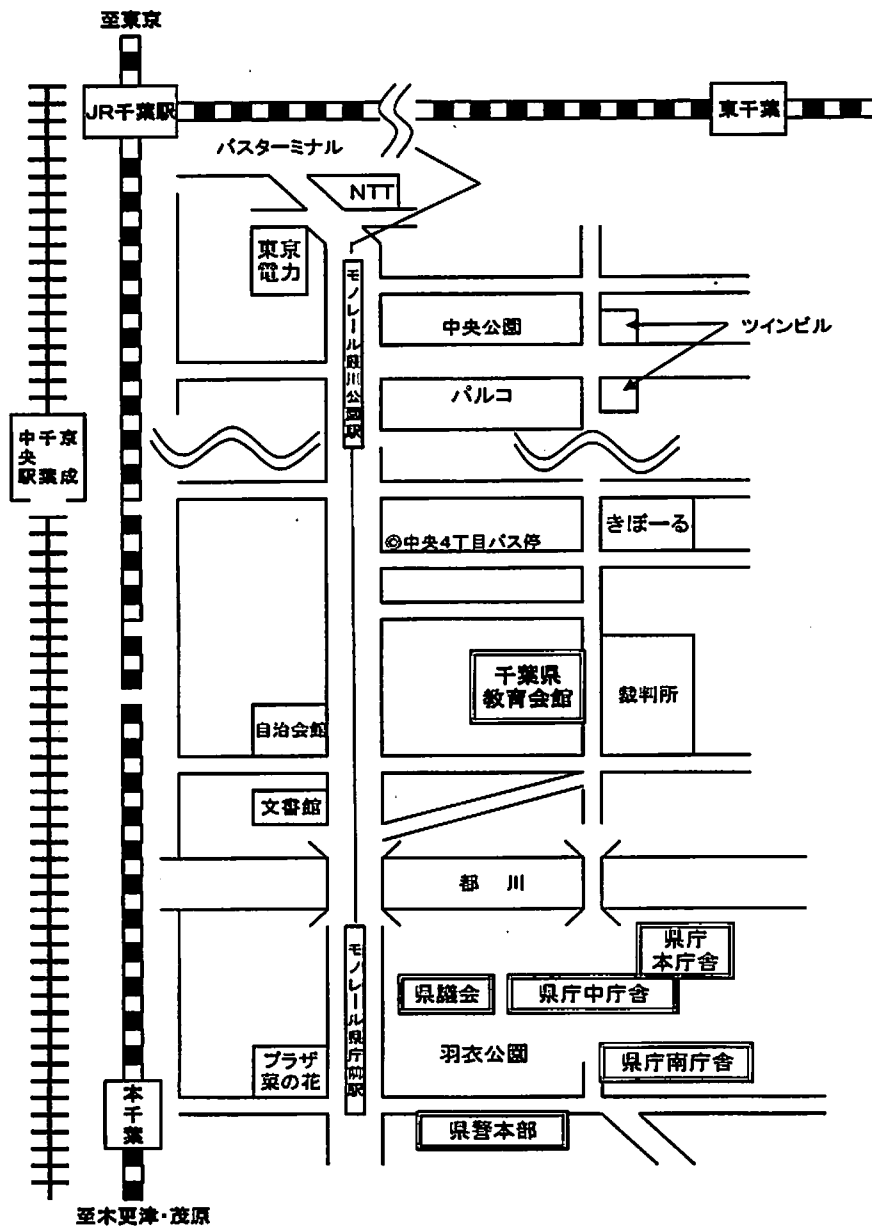 至東京
JR千葉駅
東千葉
バスターミナル
NTT
東京
電力
モノレール葭川公園駅
中央公園
ツインビル
パルコ
京成
千葉
中央駅
きぼーる
◎中央4丁目バス停
千葉県
教育会館
裁判所
自治会館
文書館
都 川
県庁
本庁舎
モノレール県庁前駅
県議会
県庁中庁舎
羽衣公園
県庁南庁舎
プラザ
菜の花
本千葉
県警本部
至木更津・茂原